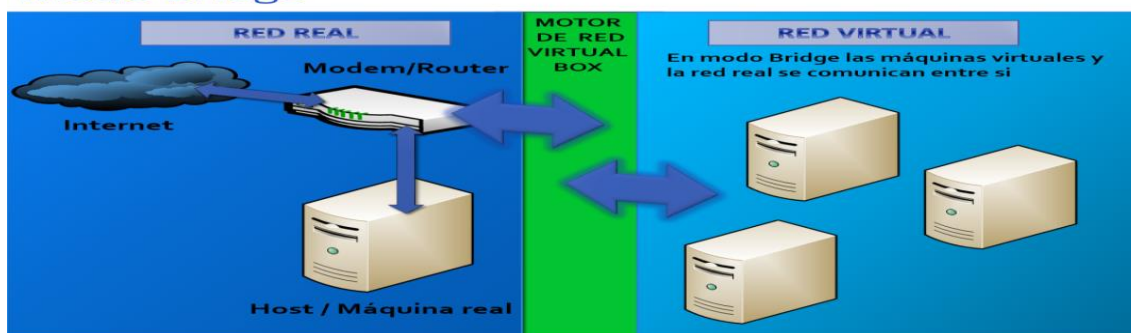 RED REAL
MOTOR
DE RED
VIRTUAL
BOX
RED VIRTUAL
En modo Bridge las máquinas virtuales y
la red real se comunican entre si
Modem/Router
Internet
Host / Máquina real